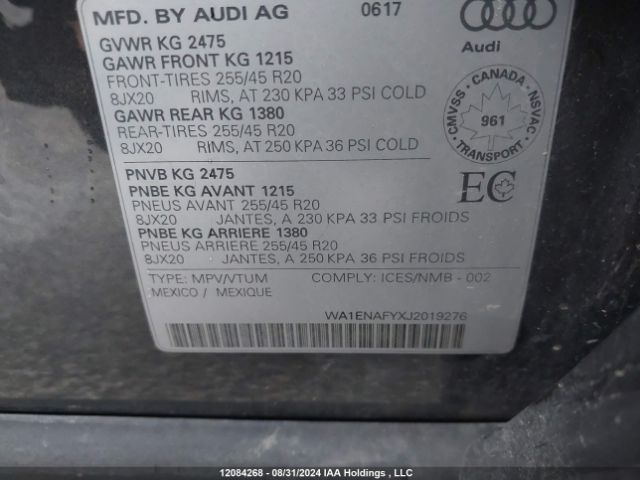 MFD. BY AUDI AG 0617
Audi
GVWR KG 2475
GAWR FRONT KG 1215
FRONT-TIRES 255/45 R20
8JX20 RIMS, AT 230 KPA 33 PSI COLD
GAWR REAR KG 1380
REAR-TIRES 255/45 R20
8JX20 RIMS, AT 250 KPA 36 PSI COLD
CMVSS - CANADA - NSVAC
961
TRANSPORT
PNVB KG 2475
PNBE KG AVANT 1215
PNEUS AVANT 255/45 R20
8JX20 JANTES, A 230 KPA 33 PSI FROIDS
PNBE KG ARRIERE 1380
PNEUS ARRIERE 255/45 R20
8JX20 JANTES, A 250 KPA 36 PSI FROIDS
EC
TYPE: MPV/VTUM COMPLY: ICES/NMB - 002
MEXICO / MEXIQUE
WA1ENAFYXJ2019276
12084268 - 08/31/2024 IAA Holdings , LLC